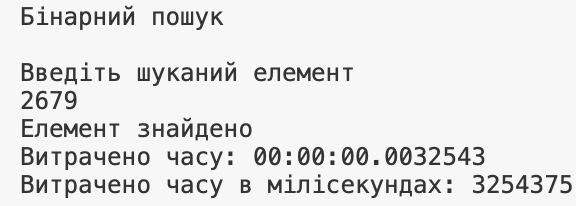 Бінарний пошук
Введіть шуканий елемент
2679
Елемент знайдено
Витрачено часу: 00:00:00.0032543
Витрачено часу в мілісекундах: 3254375